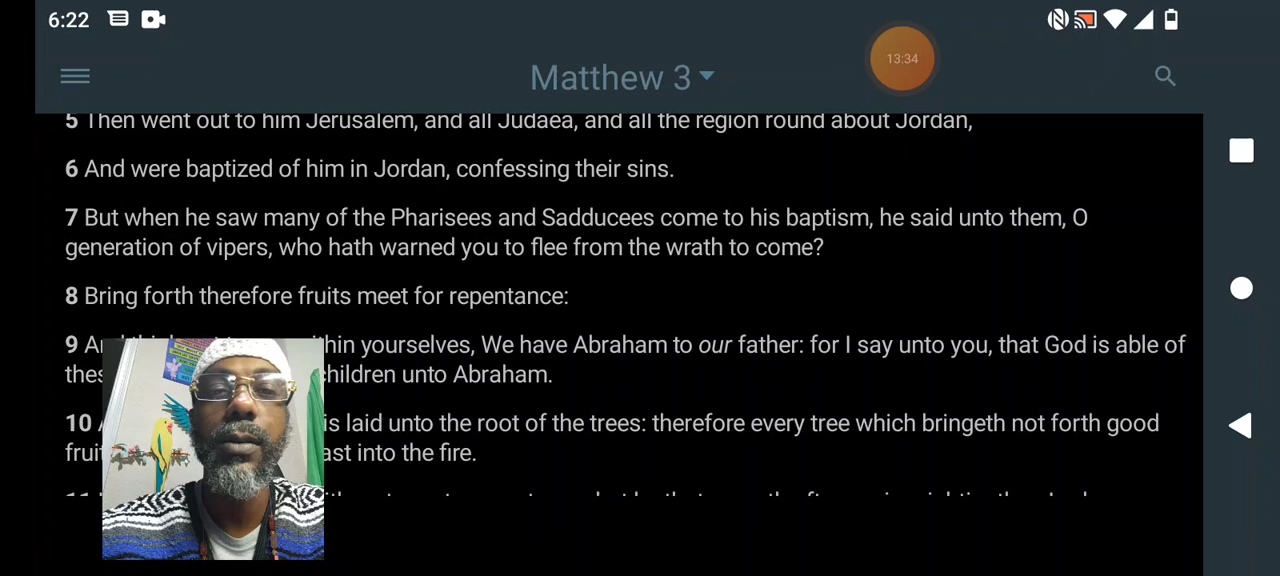 6:22
13:34
Matthew 3
5 Then went out to him Jerusalem, and all Judaea, and all the region round about Jordan,
6 And were baptized of him in Jordan, confessing their sins.
7 But when he saw many of the Pharisees and Sadducees come to his baptism, he said unto them, O
generation of vipers, who hath warned you to flee from the wrath to come?
8 Bring forth therefore fruits meet for repentance:
9 yourselves, We have Abraham to our father: for I say unto you, that God is able of
children unto Abraham.
10 is laid unto the root of the trees: therefore every tree which bringeth not forth good
into the fire.